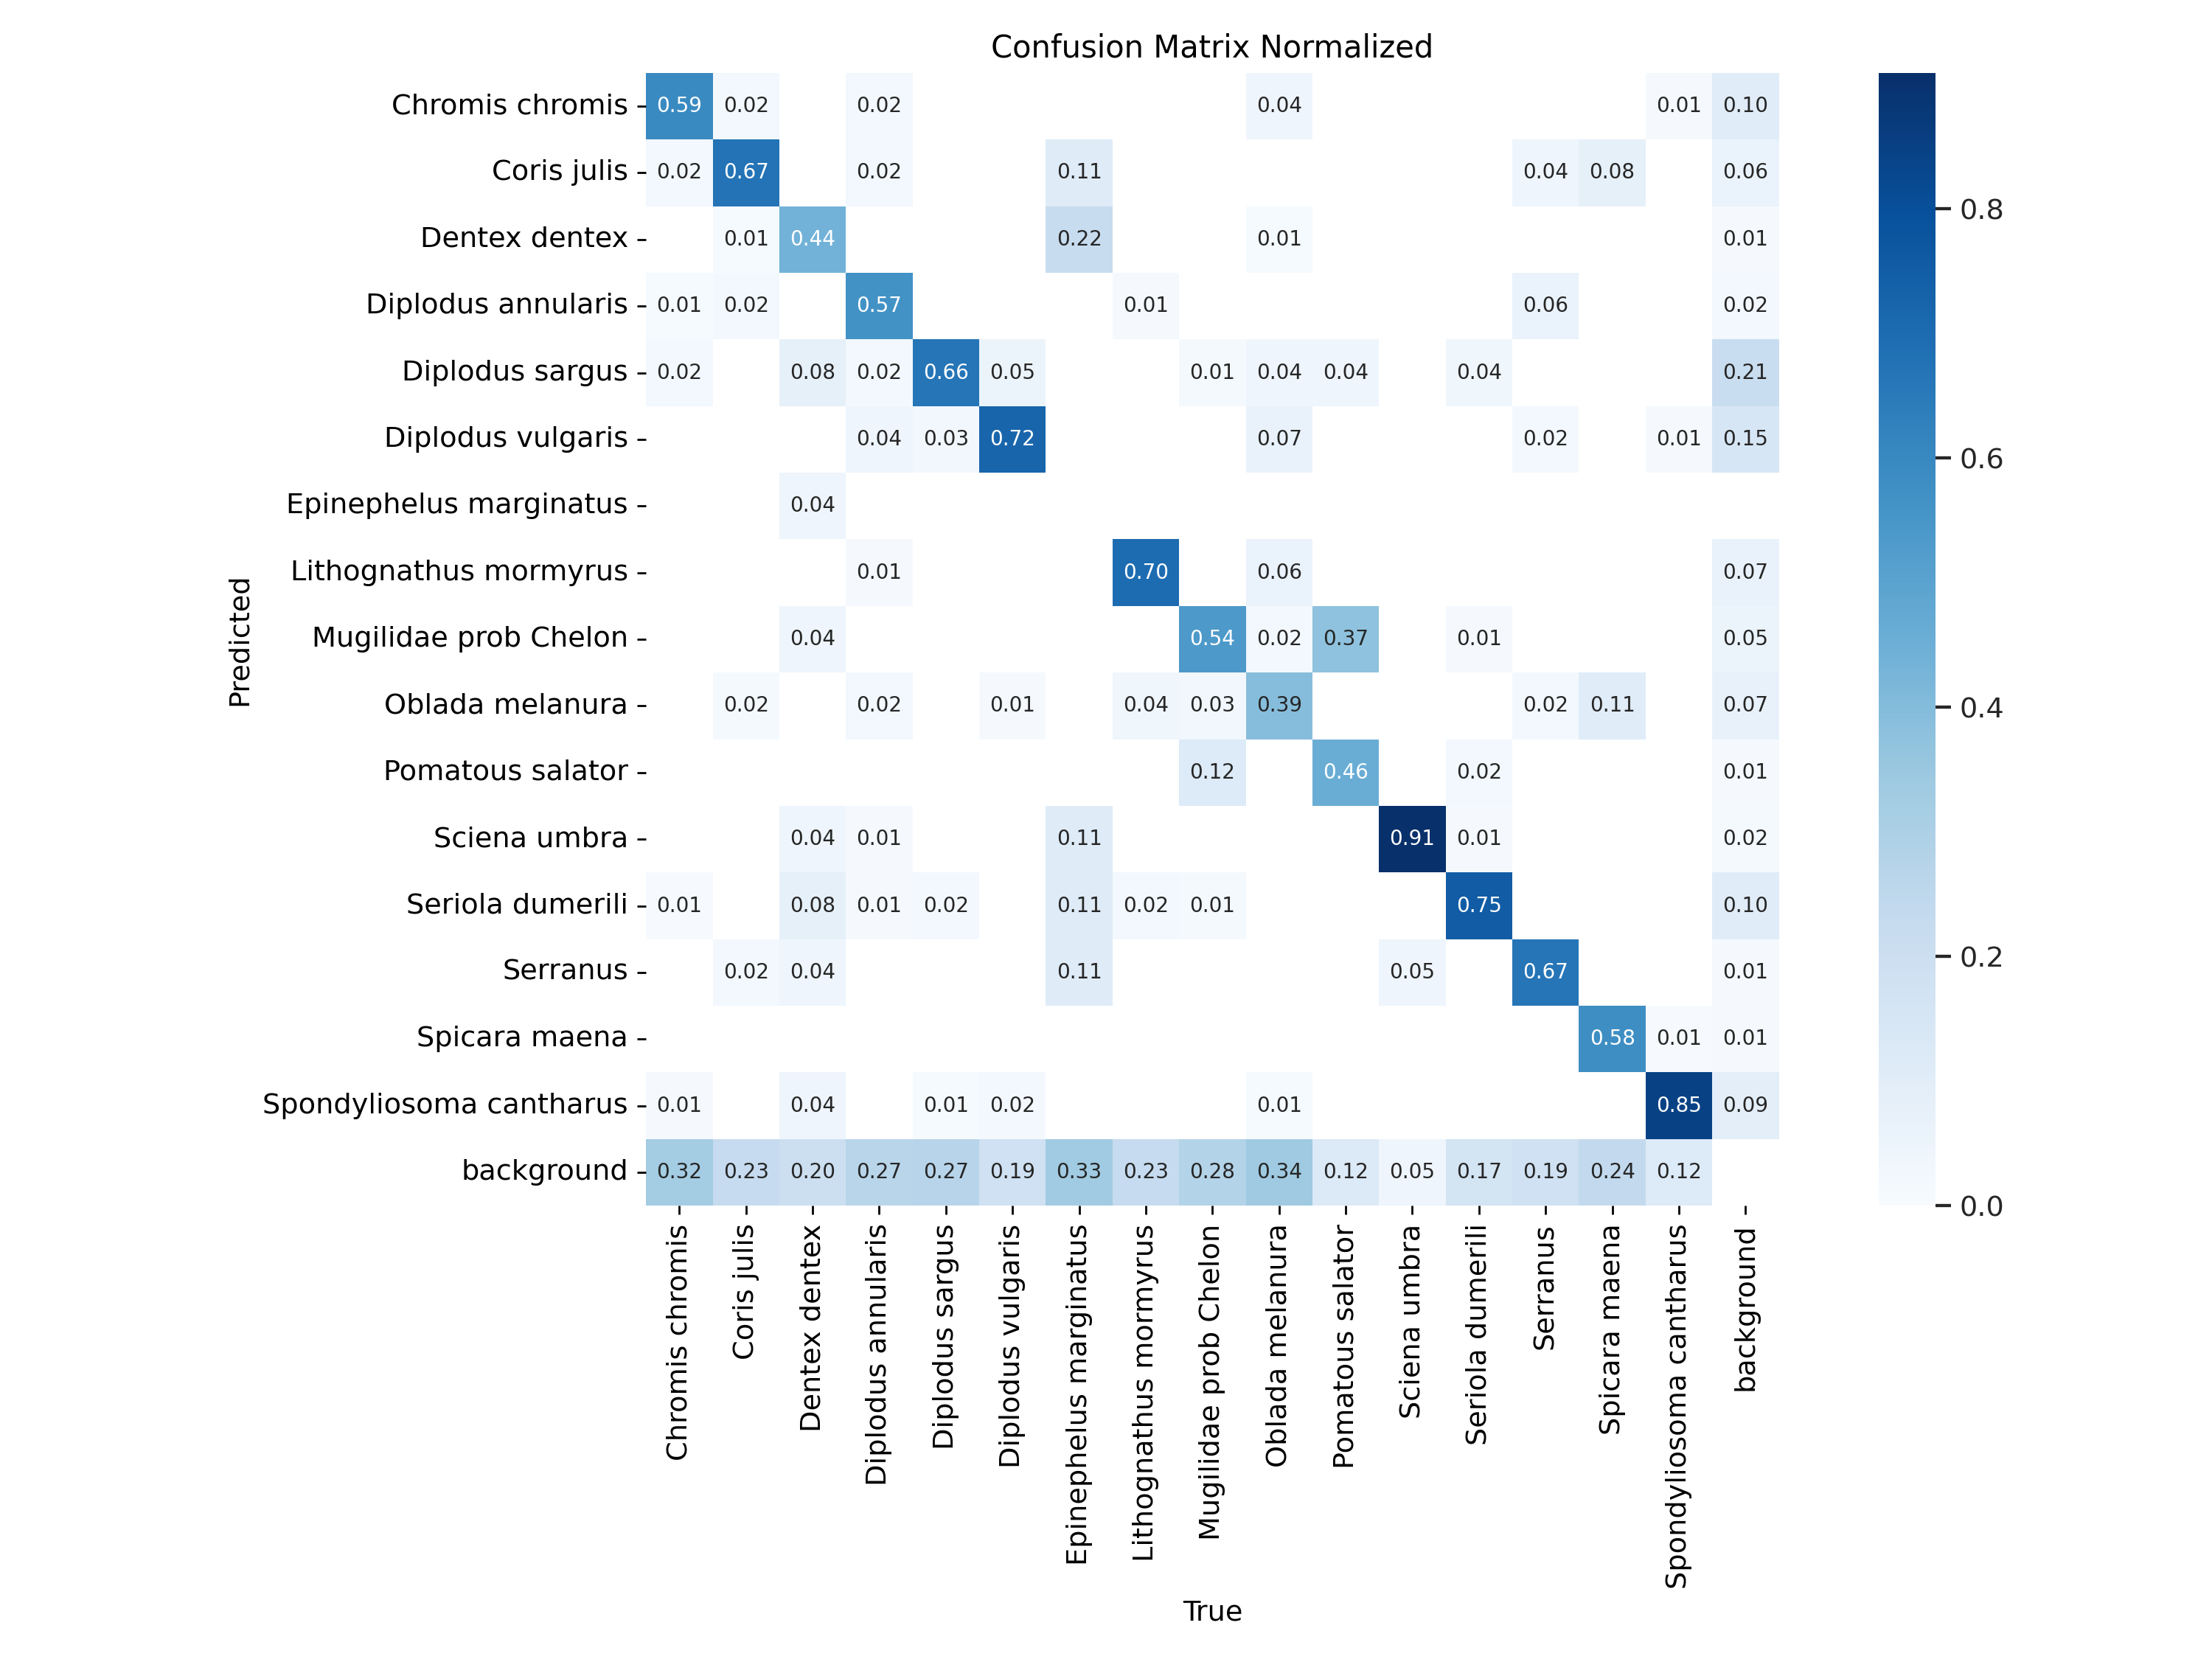 Confusion Matrix Normalized
Chromis chromis 0.59 0.02 0.02 0.04 0.01 0.10
Coris julis 0.02 0.67 0.02 0.11 0.04 0.08 0.06
Dentex dentex 0.01 0.44 0.22 0.01 0.01
Diplodus annularis 0.01 0.02 0.57 0.01 0.06 0.02
Diplodus sargus 0.02 0.08 0.02 0.66 0.05 0.01 0.04 0.04 0.04 0.21
Diplodus vulgaris 0.04 0.03 0.72 0.07 0.02 0.01 0.15
Epinephelus marginatus 0.04
Lithognathus mormyrus 0.01 0.70 0.06 0.07
Mugilidae prob Chelon 0.04 0.54 0.02 0.37 0.01 0.05
Oblada melanura 0.02 0.02 0.01 0.04 0.03 0.39 0.02 0.11 0.07
Pomatous salator 0.12 0.46 0.02 0.01
Sciena umbra 0.04 0.01 0.11 0.91 0.01 0.02
Seriola dumerili 0.01 0.08 0.01 0.02 0.11 0.02 0.01 0.75 0.10
Serranus 0.02 0.04 0.11 0.05 0.67 0.01
Spicara maena 0.58 0.01 0.01
Spondyliosoma cantharus 0.01 0.04 0.01 0.02 0.01 0.85 0.09
background 0.32 0.23 0.20 0.27 0.27 0.19 0.33 0.23 0.28 0.34 0.12 0.05 0.17 0.19 0.24 0.12
Predicted
Chromis chromis
Coris julis
Dentex dentex
Diplodus annularis
Diplodus sargus
Diplodus vulgaris
Epinephelus marginatus
Lithognathus mormyrus
Mugilidae prob Chelon
Oblada melanura
Pomatous salator
Sciena umbra
Seriola dumerili
Serranus
Spicara maena
Spondyliosoma cantharus
background
True
0.8
0.6
0.4
0.2
0.0